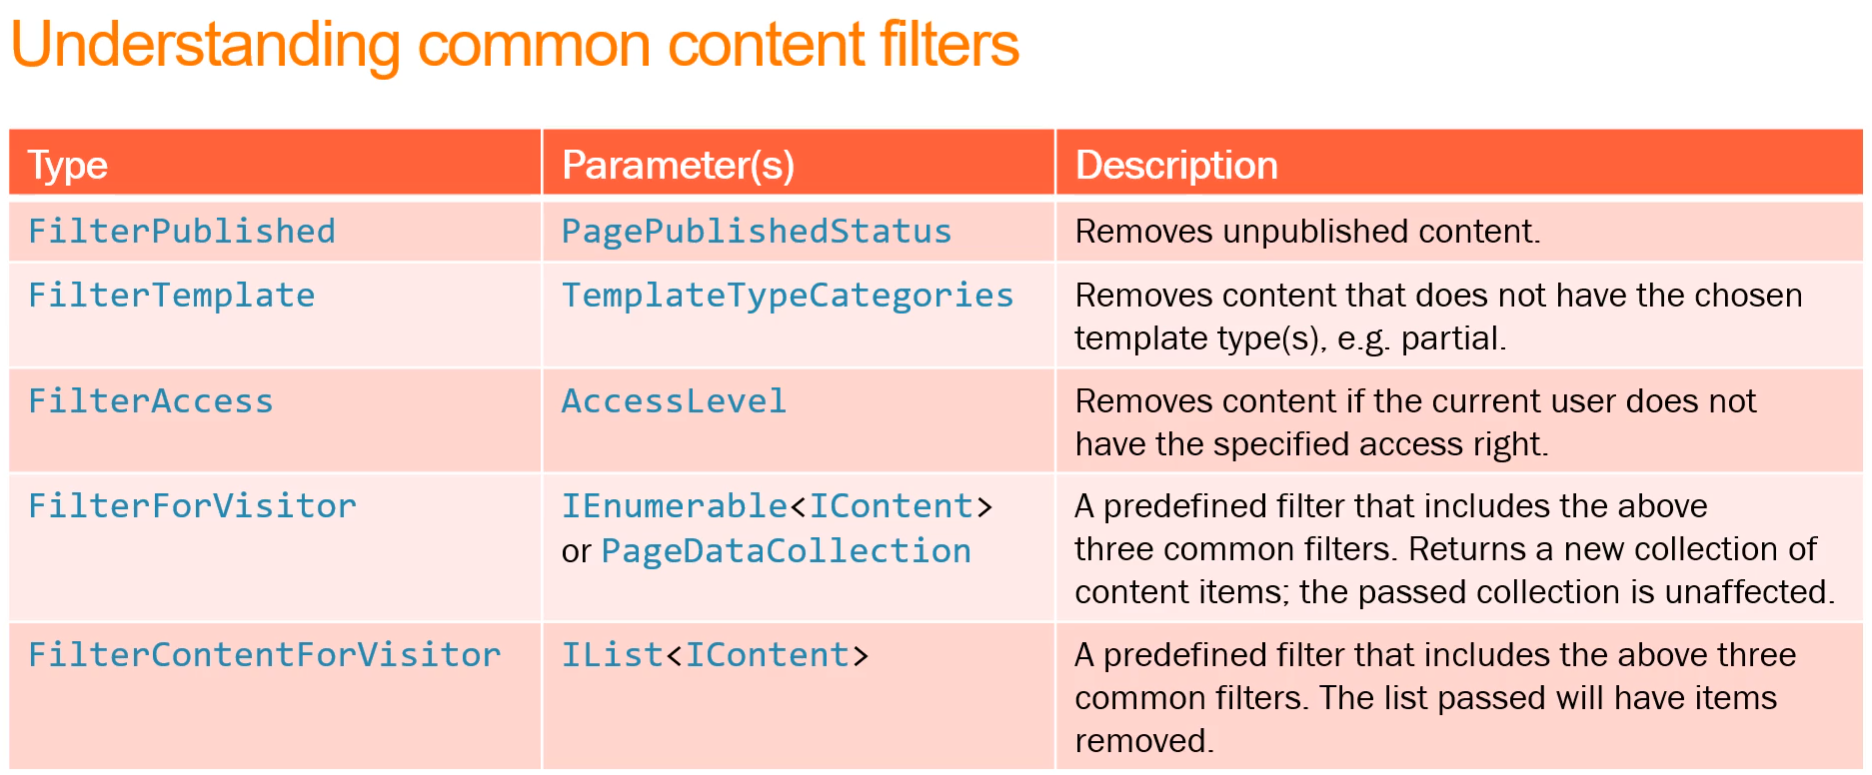 Understanding common content filters
Type Parameter(s) Description
FilterPublished PagePublishedStatus Removes unpublished content.
FilterTemplate TemplateTypeCategories Removes content that does not have the chosen
template type(s), e.g. partial.
FilterAccess AccessLevel Removes content if the current user does not
have the specified access right.
FilterForVisitor IEnumerable<IContent> A predefined filter that includes the above
or PageDataCollection three common filters. Returns a new collection of
content items; the passed collection is unaffected.
FilterContentForVisitor IList<IContent> A predefined filter that includes the above three
common filters. The list passed will have items
removed.